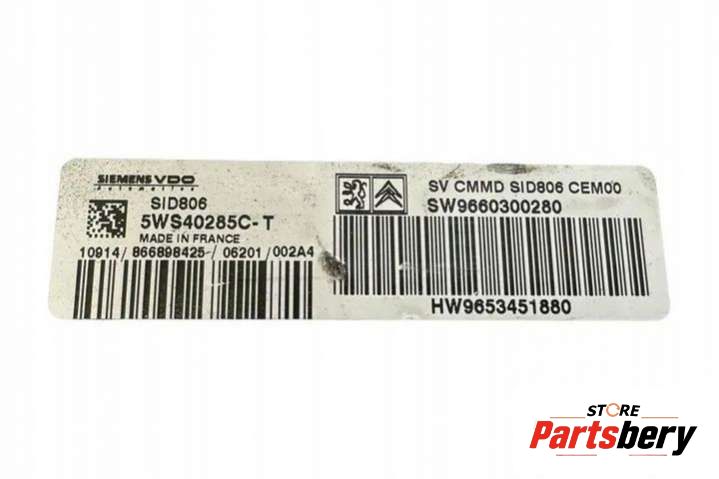 SIEMENS VDO
Automotive
SID806
5WS40285C-T
MADE IN FRANCE
10914/866898425-/06201/002A4
SV CMMD SID806 CEM00
SW9660300280
HW9653451880
STORE
Partsbery